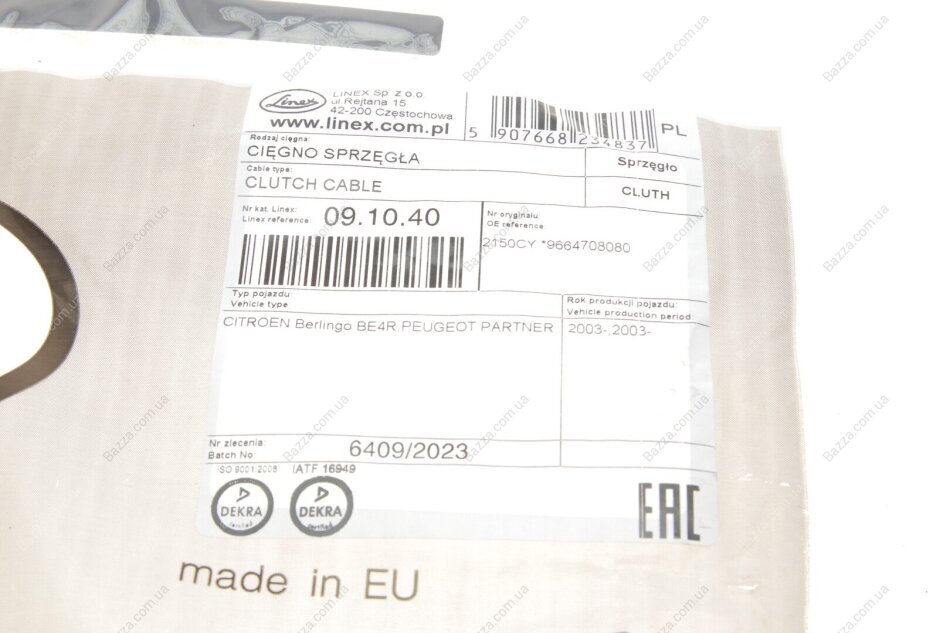 Linex
LINEX Sp. z o.o.
ul.Rejtana 15
42-200 Częstochowa
www.linex.com.pl
5 907668 234837
PL
Rodzaj cięgna:
CIĘGNO SPRZĘGŁA
Sprzęgło
Cable type:
CLUTCH CABLE
CLUTH
Nr kat. Linex:
Linex reference:
09.10.40
Nr oryginału:
OE reference:
2150CY *9664708080
Typ pojazdu:
Vehicle type:
Rok produkcji pojazdu:
Vehicle production period:
CITROEN Berlingo BE4R,PEUGEOT PARTNER
2003-,2003-
Nr zlecenia:
Batch No:
6409/2023
ISO 9001:2008
IATF 16949
DEKRA
DEKRA
EAC
made in EU
Bazza.com.ua